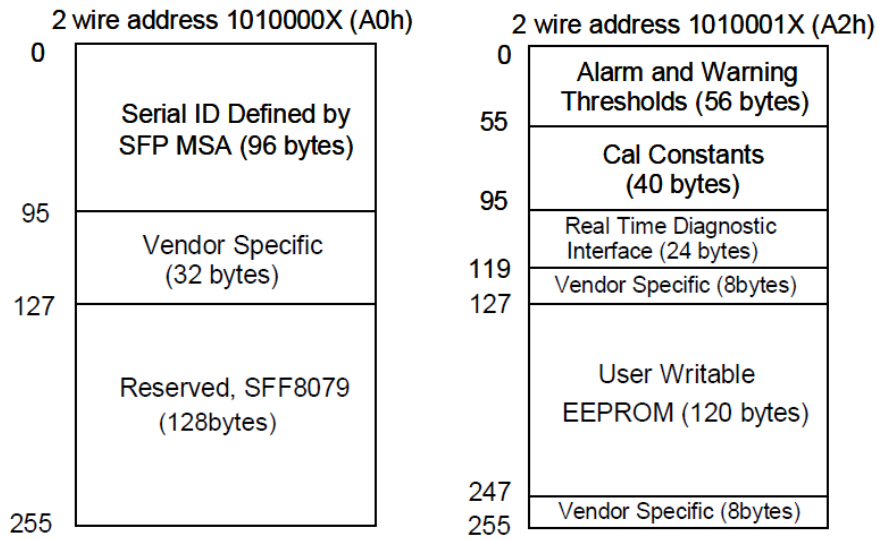 2 wire address 1010000X (A0h)
0
Serial ID Defined by
SFP MSA (96 bytes)
95
Vendor Specific
(32 bytes)
127
Reserved, SFF8079
(128bytes)
255
2 wire address 1010001X (A2h)
0
Alarm and Warning
Thresholds (56 bytes)
55
Cal Constants
(40 bytes)
95
Real Time Diagnostic
Interface (24 bytes)
119
Vendor Specific (8bytes)
127
User Writable
EEPROM (120 bytes)
247
Vendor Specific (8bytes)
255